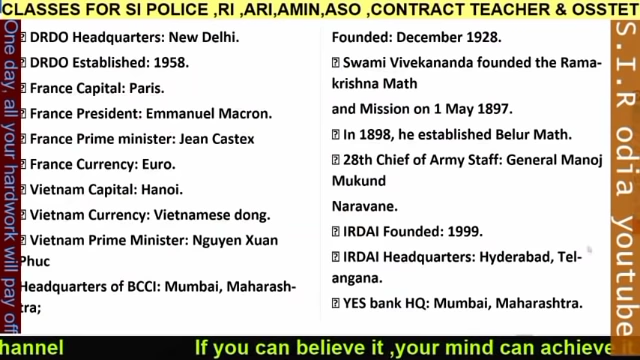 CLASSES FOR SI POLICE ,RI ,ARI,AMIN,ASO ,CONTRACT TEACHER & OSSTET
One day, all your hardwork will pay off
DRDO Headquarters: New Delhi.
DRDO Established: 1958.
France Capital: Paris.
France President: Emmanuel Macron.
France Prime minister: Jean Castex
France Currency: Euro.
Vietnam Capital: Hanoi.
Vietnam Currency: Vietnamese dong.
Vietnam Prime Minister: Nguyen Xuan
Phuc
Headquarters of BCCI: Mumbai, Maharash-
tra;
Founded: December 1928.
Swami Vivekananda founded the Rama-
krishna Math
and Mission on 1 May 1897.
In 1898, he established Belur Math.
28th Chief of Army Staff: General Manoj
Mukund
Naravane.
IRDAI Founded: 1999.
IRDAI Headquarters: Hyderabad, Tel-
angana.
YES bank HQ: Mumbai, Maharashtra.
S.I.R odia youtube
hannel If you can believe it ,your mind can achieve it